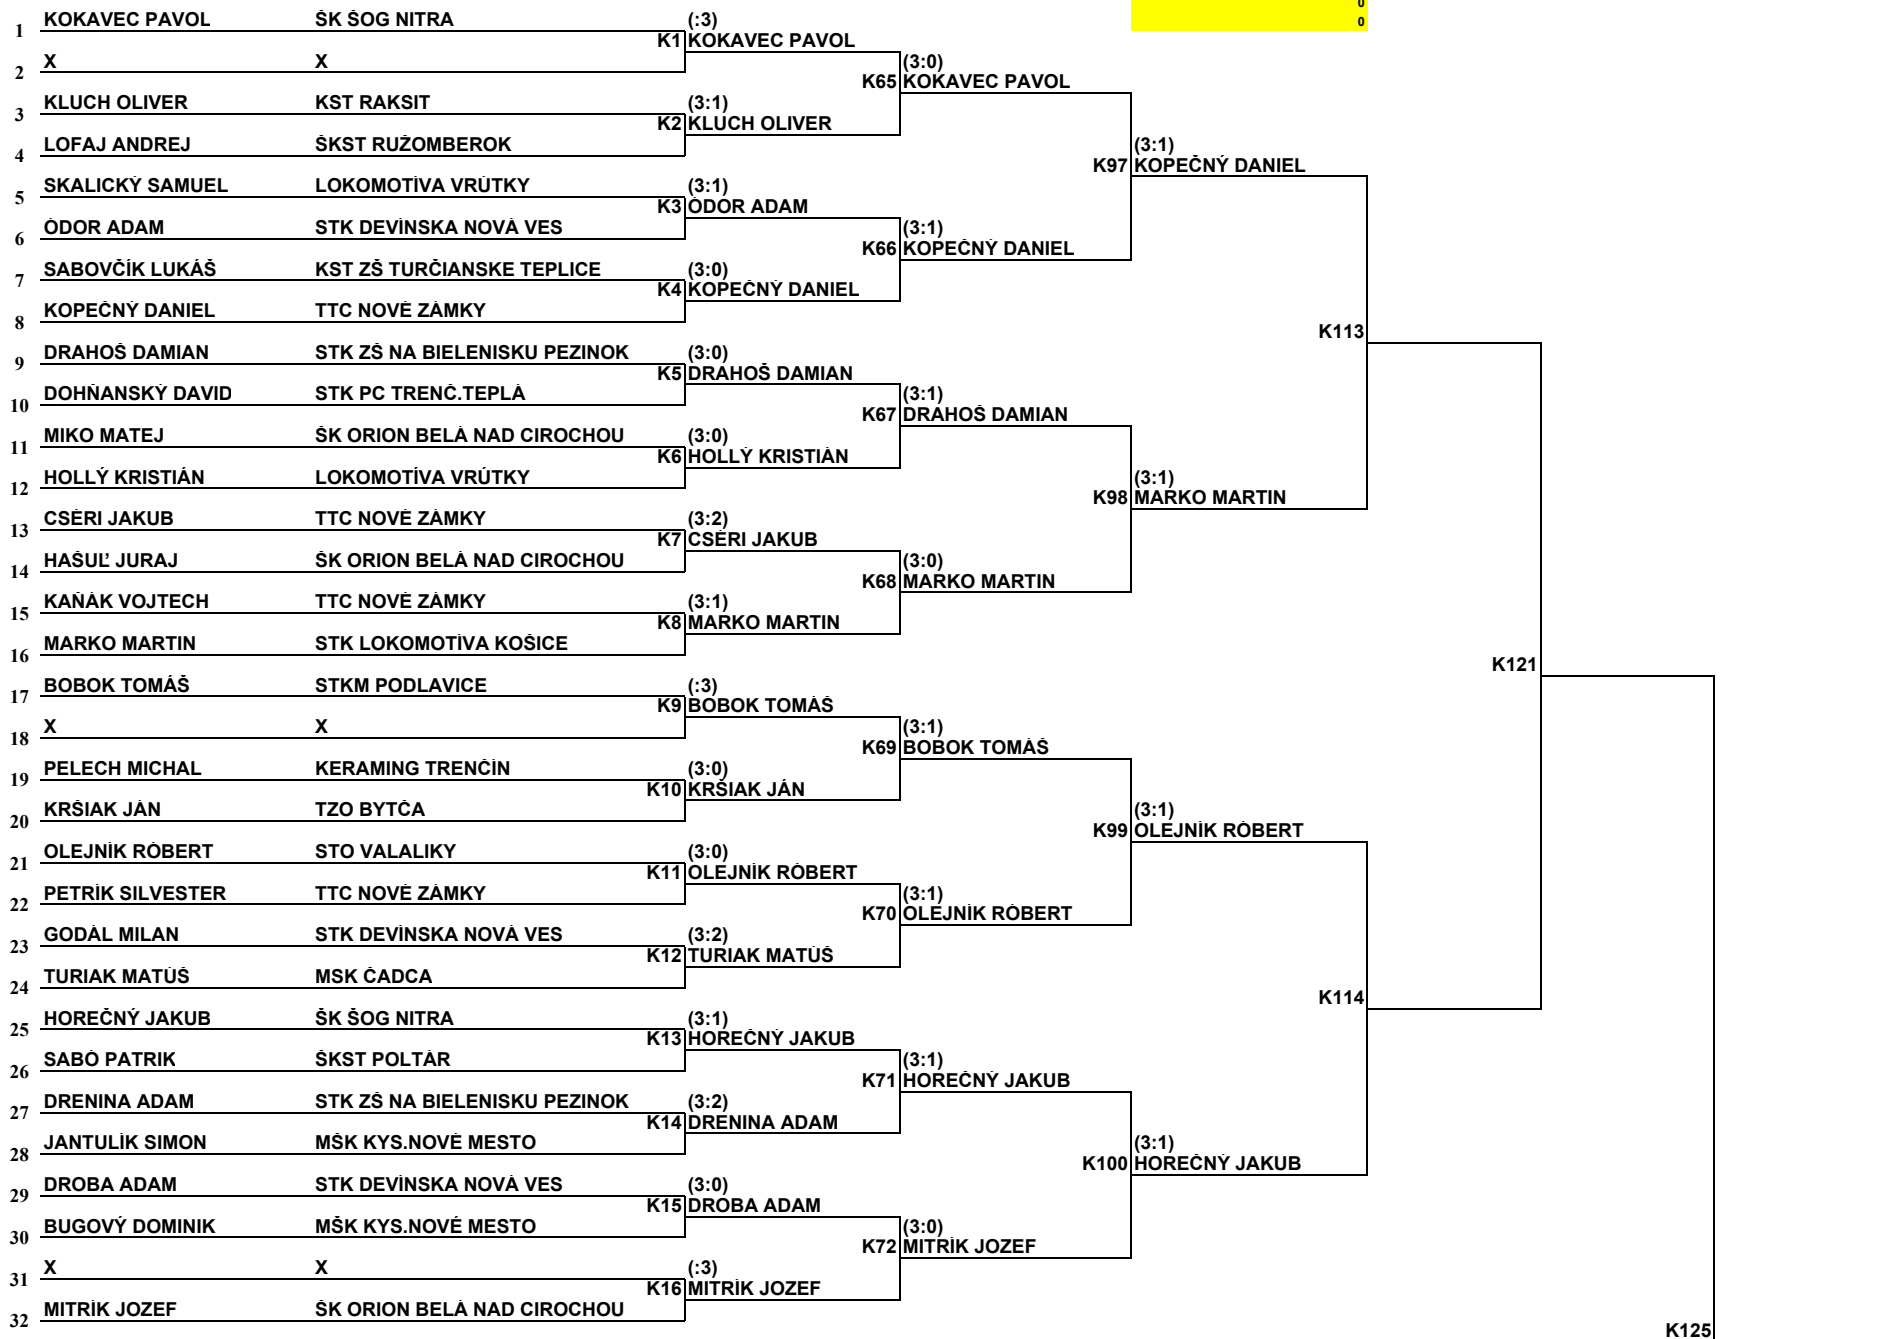 0
0
1 KOKAVEC PAVOL ŠK ŠOG NITRA (:3)
K1 KOKAVEC PAVOL
2 X X (3:0)
K65 KOKAVEC PAVOL
3 KLUCH OLIVER KST RAKSIT (3:1)
K2 KLUCH OLIVER
4 LOFAJ ANDREJ ŠKST RUŽOMBEROK (3:1)
K97 KOPEČNÝ DANIEL
5 SKALICKÝ SAMUEL LOKOMOTÍVA VRÚTKY (3:1)
K3 ÓDOR ADAM
6 ÓDOR ADAM STK DEVÍNSKA NOVÁ VES (3:1)
K66 KOPEČNÝ DANIEL
7 SABOVČÍK LUKÁŠ KST ZŠ TURČIANSKE TEPLICE (3:0)
K4 KOPEČNÝ DANIEL
8 KOPEČNÝ DANIEL TTC NOVÉ ZÁMKY
K113
9 DRAHOŠ DAMIAN STK ZŠ NA BIELENISKU PEZINOK (3:0)
K5 DRAHOŠ DAMIAN
10 DOHŇANSKÝ DAVID STK PC TRENČ.TEPLÁ (3:1)
K67 DRAHOŠ DAMIAN
11 MIKO MATEJ ŠK ORION BELÁ NAD CIROCHOU (3:0)
K6 HOLLÝ KRISTIÁN
12 HOLLÝ KRISTIÁN LOKOMOTÍVA VRÚTKY (3:1)
K98 MARKO MARTIN
13 CSÉRI JAKUB TTC NOVÉ ZÁMKY (3:2)
K7 CSÉRI JAKUB
14 HAŠUĽ JURAJ ŠK ORION BELÁ NAD CIROCHOU (3:0)
K68 MARKO MARTIN
15 KAŇÁK VOJTECH TTC NOVÉ ZÁMKY (3:1)
K8 MARKO MARTIN
16 MARKO MARTIN STK LOKOMOTÍVA KOŠICE
K121
17 BOBOK TOMÁŠ STKM PODLAVICE (:3)
K9 BOBOK TOMÁŠ
18 X X (3:1)
K69 BOBOK TOMÁŠ
19 PELECH MICHAL KERAMING TRENČÍN (3:0)
K10 KRŠIAK JÁN
20 KRŠIAK JÁN TZO BYTČA (3:1)
K99 OLEJNÍK RÓBERT
21 OLEJNÍK RÓBERT STO VALALIKY (3:0)
K11 OLEJNÍK RÓBERT
22 PETRÍK SILVESTER TTC NOVÉ ZÁMKY (3:1)
K70 OLEJNÍK RÓBERT
23 GODÁL MILAN STK DEVÍNSKA NOVÁ VES (3:2)
K12 TURIAK MATÚŠ
24 TURIAK MATÚŠ MSK ČADCA
K114
25 HOREČNÝ JAKUB ŠK ŠOG NITRA (3:1)
K13 HOREČNÝ JAKUB
26 SABÓ PATRIK ŠKST POLTÁR (3:1)
K71 HOREČNÝ JAKUB
27 DRENINA ADAM STK ZŠ NA BIELENISKU PEZINOK (3:2)
K14 DRENINA ADAM
28 JANTULÍK SIMON MŠK KYS.NOVÉ MESTO (3:1)
K100 HOREČNÝ JAKUB
29 DROBA ADAM STK DEVÍNSKA NOVÁ VES (3:0)
K15 DROBA ADAM
30 BUGOVÝ DOMINIK MŠK KYS.NOVÉ MESTO (3:0)
K72 MITRÍK JOZEF
31 X X (:3)
K16 MITRÍK JOZEF
32 MITRÍK JOZEF ŠK ORION BELÁ NAD CIROCHOU
K125